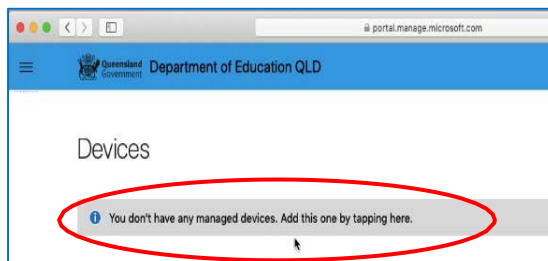 portal.manage.microsoft.com
Queensland Government Department of Education QLD
Devices
You don't have any managed devices. Add this one by tapping here.